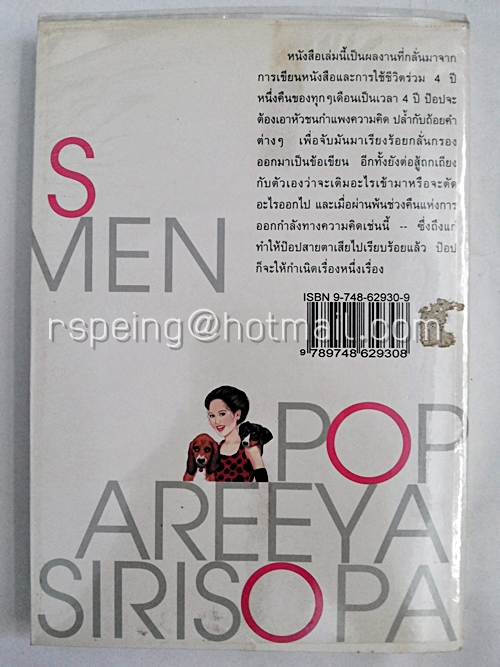 หนังสือเล่มนี้เป็นผลงานที่กลั่นมาจาก
การเขียนหนังสือและการใช้ชีวิตร่วม 4 ปี
หนึ่งคืนของทุกๆเดือนเป็นเวลา 4 ปี ป๊อปจะ
ต้องเอาหัวชนกำแพงความคิด ปล้ำกับถ้อยคำ
ต่างๆ เพื่อจับมันมาเรียงร้อยกลั่นกรอง
ออกมาเป็นข้อเขียน อีกทั้งยังต่อสู้ถกเถียง
กับตัวเองว่าจะเติมอะไรเข้ามาหรือจะตัด
อะไรออกไป และเมื่อผ่านพ้นช่วงคืนแห่งการ
ออกกำลังทางความคิดเช่นนี้ -- ซึ่งถึงแก่
ทำให้ป๊อปสายตาเสียไปเรียบร้อยแล้ว ป๊อป
ก็จะให้กำเนิดเรื่องหนึ่งเรื่อง
S
MEN
ISBN 9-748-62930-9
rspeing@hotmail.com
9 789748 629308
POP
AREEYA
SIRISOPA